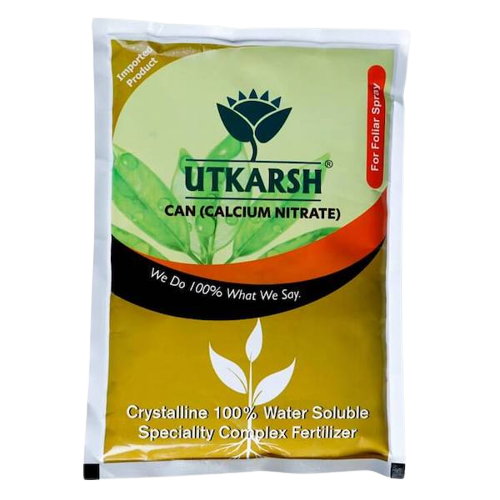 Imported
Product
For Foliar Spray
UTKARSH®
CAN (CALCIUM NITRATE)
We Do 100% What We Say.
Crystalline 100% Water Soluble
Speciality Complex Fertilizer